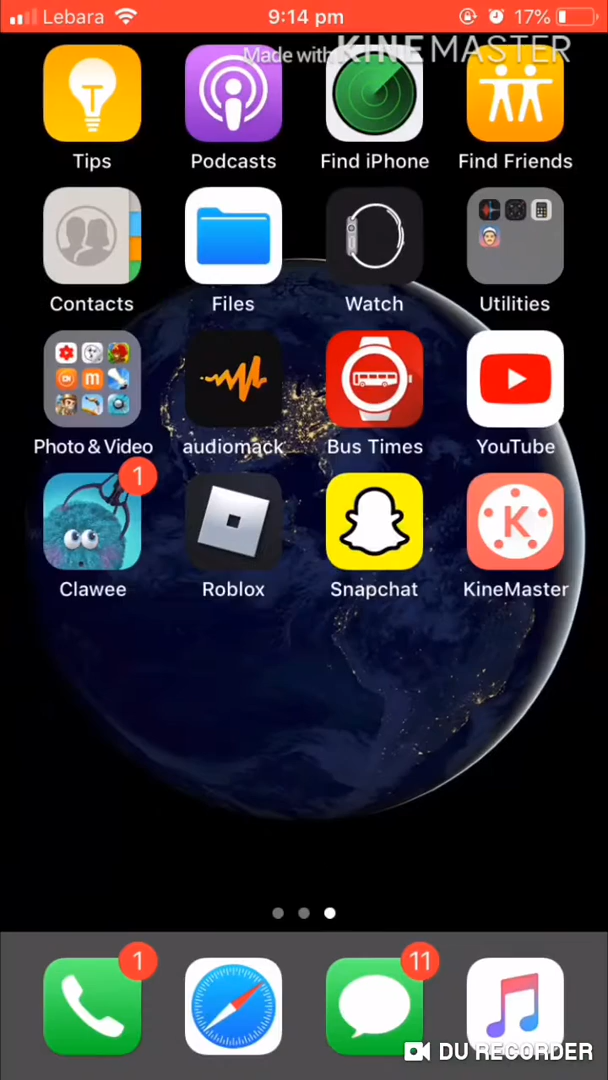 Lebara 9:14 pm 17%
Made with KINEMASTER
Tips Podcasts Find iPhone Find Friends
Contacts Files Watch Utilities
Photo & Video audiomack Bus Times YouTube
1
Clawee Roblox Snapchat KineMaster
1 11
DU RECORDER